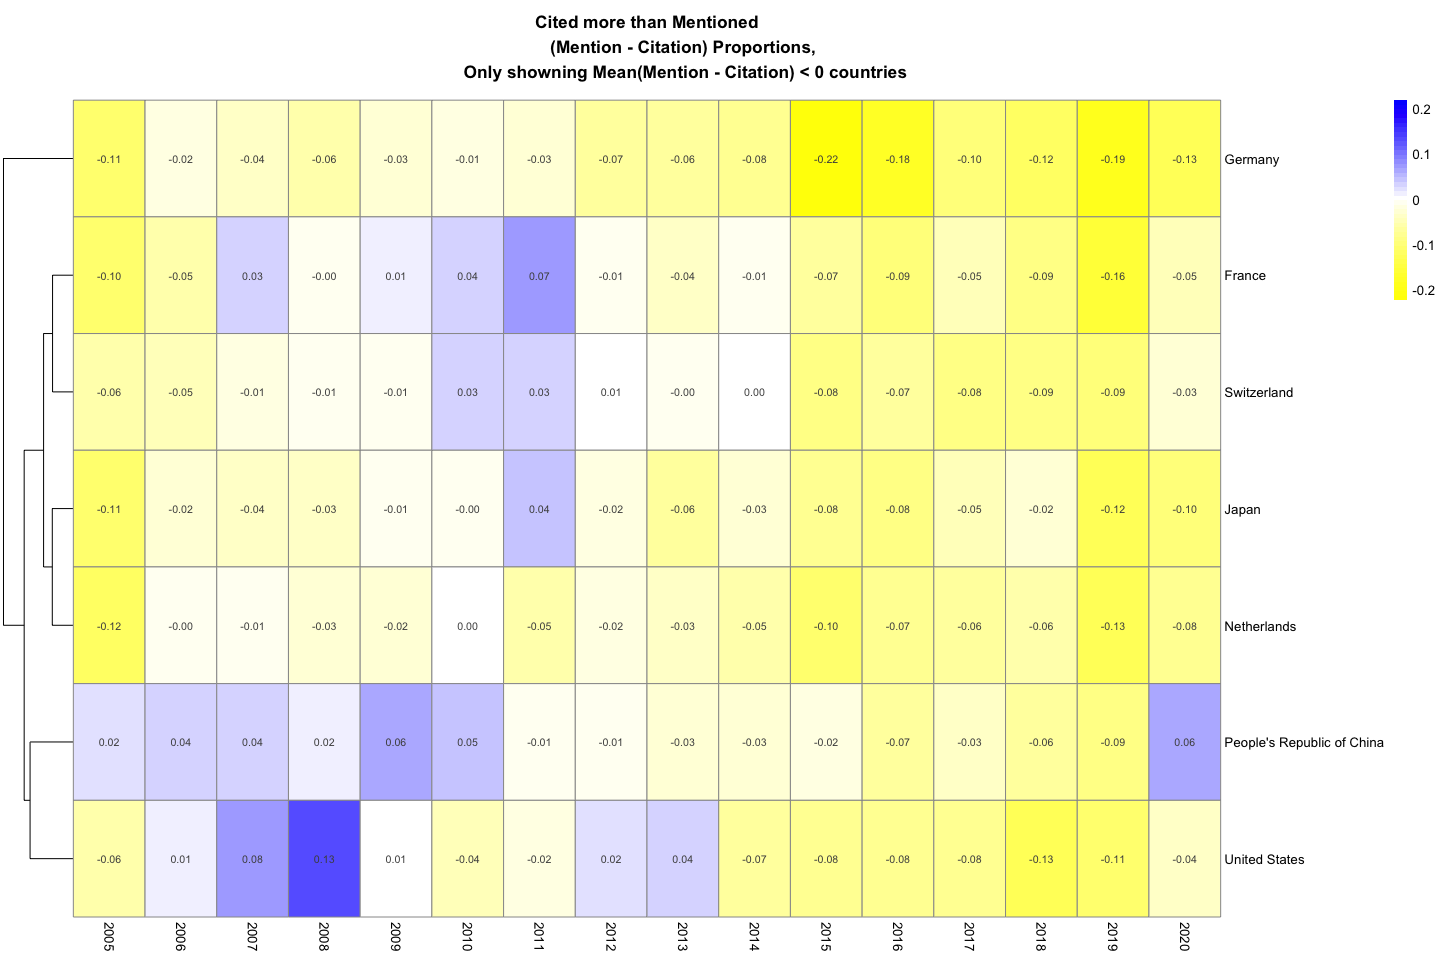 Cited more than Mentioned
(Mention - Citation) Proportions,
Only showning Mean(Mention - Citation) < 0 countries
0.2
0.1
0
-0.1
-0.2
-0.11 -0.02 -0.04 -0.06 -0.03 -0.01 -0.03 -0.07 -0.06 -0.08 -0.22 -0.18 -0.10 -0.12 -0.19 -0.13 Germany
-0.10 -0.05 0.03 -0.00 0.01 0.04 0.07 -0.01 -0.04 -0.01 -0.07 -0.09 -0.05 -0.09 -0.16 -0.05 France
-0.06 -0.05 -0.01 -0.01 -0.01 0.03 0.03 0.01 -0.00 0.00 -0.08 -0.07 -0.08 -0.09 -0.09 -0.03 Switzerland
-0.11 -0.02 -0.04 -0.03 -0.01 -0.00 0.04 -0.02 -0.06 -0.03 -0.08 -0.08 -0.05 -0.02 -0.12 -0.10 Japan
-0.12 -0.00 -0.01 -0.03 -0.02 0.00 -0.05 -0.02 -0.03 -0.05 -0.10 -0.07 -0.06 -0.06 -0.13 -0.08 Netherlands
0.02 0.04 0.04 0.02 0.06 0.05 -0.01 -0.01 -0.03 -0.03 -0.02 -0.07 -0.03 -0.06 -0.09 0.06 People's Republic of China
-0.06 0.01 0.08 0.13 0.01 -0.04 -0.02 0.02 0.04 -0.07 -0.08 -0.08 -0.08 -0.13 -0.11 -0.04 United States
2005 2006 2007 2008 2009 2010 2011 2012 2013 2014 2015 2016 2017 2018 2019 2020